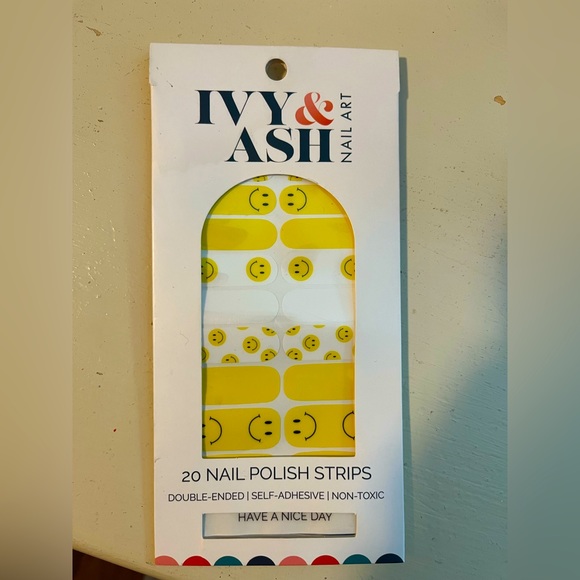 IVY &
ASH
NAIL ART
20 NAIL POLISH STRIPS
DOUBLE-ENDED | SELF-ADHESIVE | NON-TOXIC
HAVE A NICE DAY